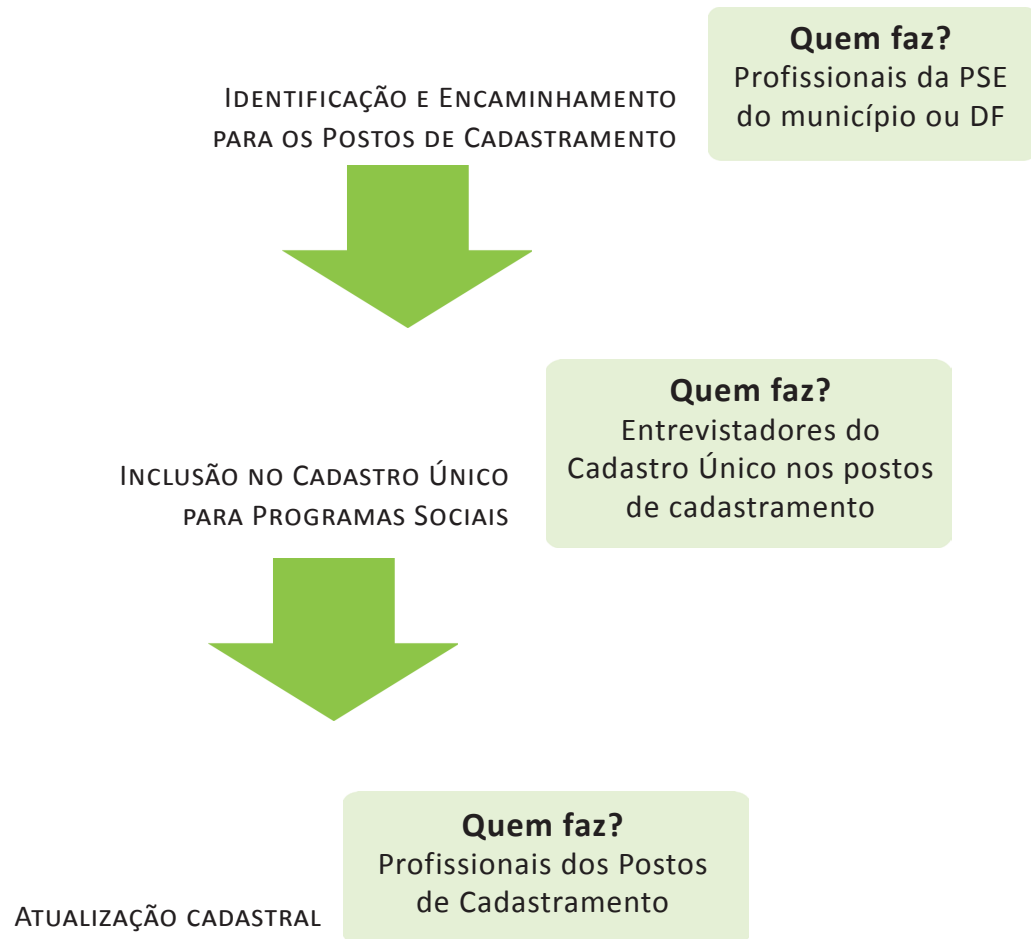 Quem faz?
Profissionais da PSE
do município ou DF
Identificação e Encaminhamento
para os Postos de Cadastramento
Quem faz?
Entrevistadores do
Cadastro Único nos postos
de cadastramento
Inclusão no Cadastro Único
para Programas Sociais
Quem faz?
Profissionais dos Postos
de Cadastramento
Atualização cadastral